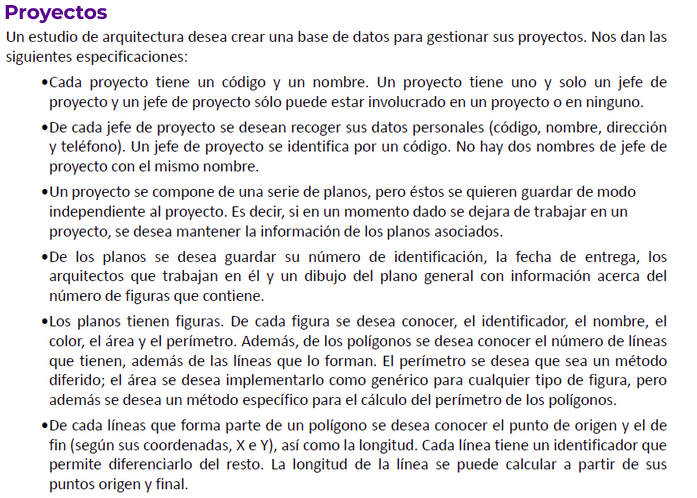 Proyectos
Un estudio de arquitectura desea crear una base de datos para gestionar sus proyectos. Nos dan las
siguientes especificaciones:
•Cada proyecto tiene un código y un nombre. Un proyecto tiene uno y solo un jefe de
proyecto y un jefe de proyecto sólo puede estar involucrado en un proyecto o en ninguno.
•De cada jefe de proyecto se desean recoger sus datos personales (código, nombre, dirección
y teléfono). Un jefe de proyecto se identifica por un código. No hay dos nombres de jefe de
proyecto con el mismo nombre.
•Un proyecto se compone de una serie de planos, pero éstos se quieren guardar de modo
independiente al proyecto. Es decir, si en un momento dado se dejara de trabajar en un
proyecto, se desea mantener la información de los planos asociados.
•De los planos se desea guardar su número de identificación, la fecha de entrega, los
arquitectos que trabajan en él y un dibujo del plano general con información acerca del
número de figuras que contiene.
•Los planos tienen figuras. De cada figura se desea conocer, el identificador, el nombre, el
color, el área y el perímetro. Además, de los polígonos se desea conocer el número de líneas
que tienen, además de las líneas que lo forman. El perímetro se desea que sea un método
diferido; el área se desea implementarlo como genérico para cualquier tipo de figura, pero
además se desea un método específico para el cálculo del perímetro de los polígonos.
•De cada líneas que forma parte de un polígono se desea conocer el punto de origen y el de
fin (según sus coordenadas, X e Y), así como la longitud. Cada línea tiene un identificador que
permite diferenciarlo del resto. La longitud de la línea se puede calcular a partir de sus
puntos origen y final.